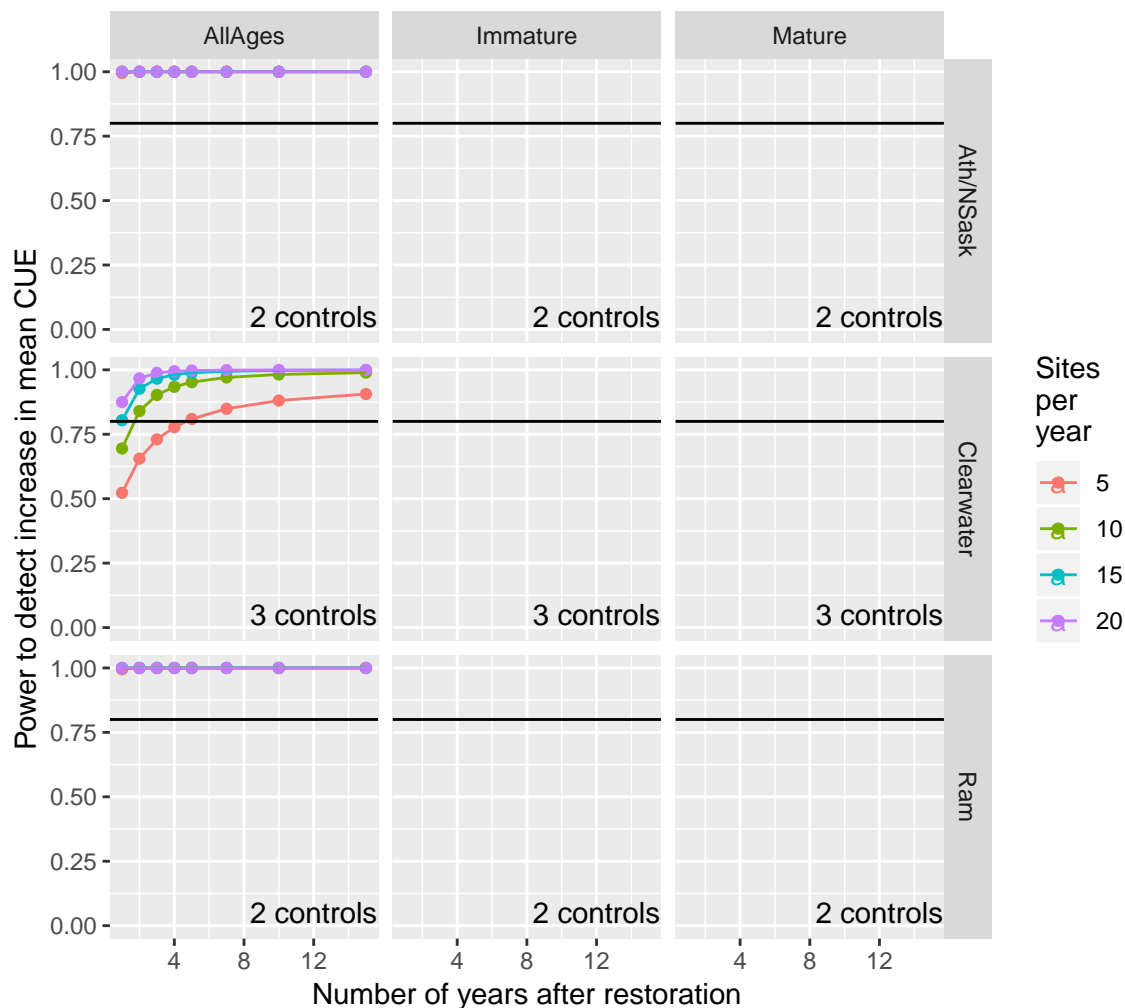 AllAges Immature Mature
Power to detect increase in mean CUE
1.00
0.75
0.50
0.25
0.00
2 controls 2 controls 2 controls
Ath/NSask
1.00
0.75
0.50
0.25
0.00
3 controls 3 controls 3 controls
Clearwater
1.00
0.75
0.50
0.25
0.00
2 controls 2 controls 2 controls
Ram
4 8 12 4 8 12 4 8 12
Number of years after restoration
Sites
per
year
a 5
a 10
a 15
a 20